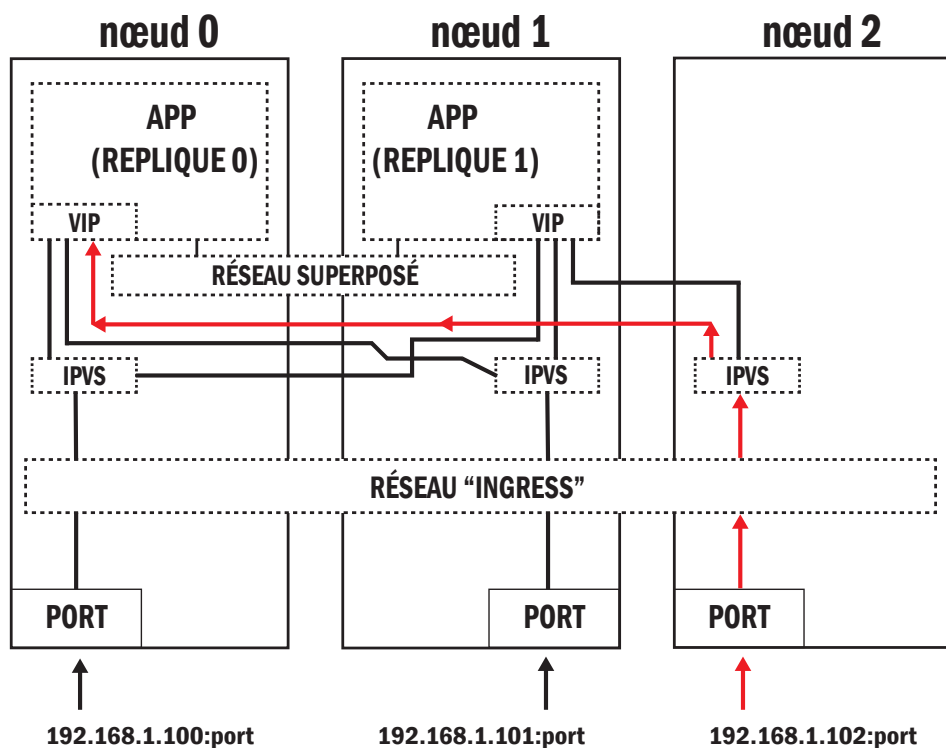 nœud 0
nœud 1
nœud 2
APP
(REPLIQUE 0)
APP
(REPLIQUE 1)
VIP
VIP
RÉSEAU SUPERPOSÉ
IPVS
IPVS
IPVS
RÉSEAU “INGRESS”
PORT
PORT
PORT
192.168.1.100:port
192.168.1.101:port
192.168.1.102:port